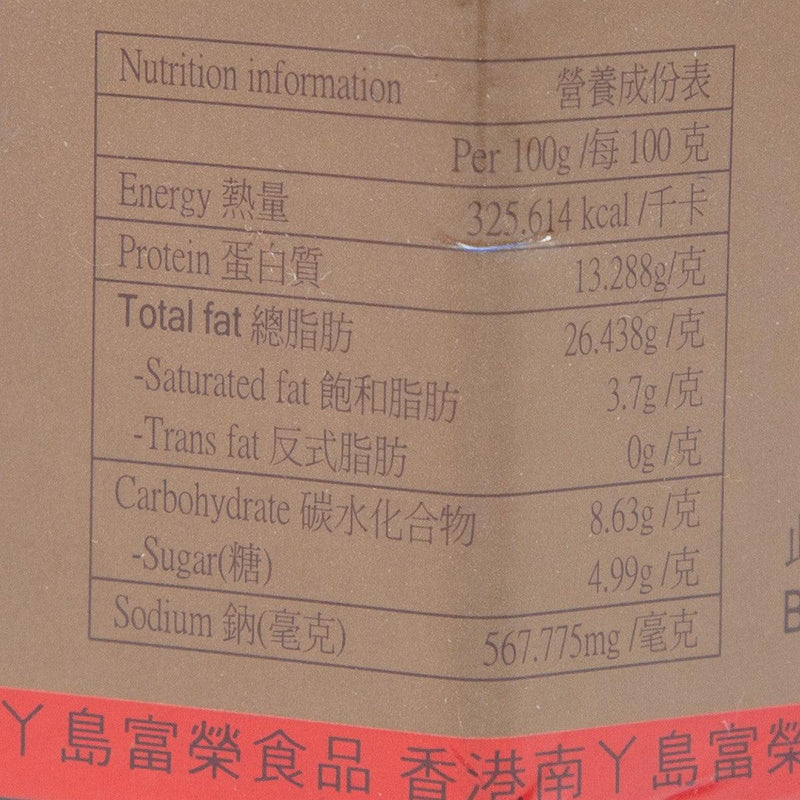 Nutrition information 營養成份表
Per 100g /每 100 克
Energy 熱量 325.614 kcal /千卡
Protein 蛋白質 13.288g/克
Total fat 總脂肪 26.438g /克
-Saturated fat 飽和脂肪 3.7g /克
-Trans fat 反式脂肪 0g /克
Carbohydrate 碳水化合物 8.63g /克
-Sugar(糖) 4.99g /克
Sodium 鈉(毫克) 567.775mg /毫克
丫島富榮食品 香港南丫島富榮